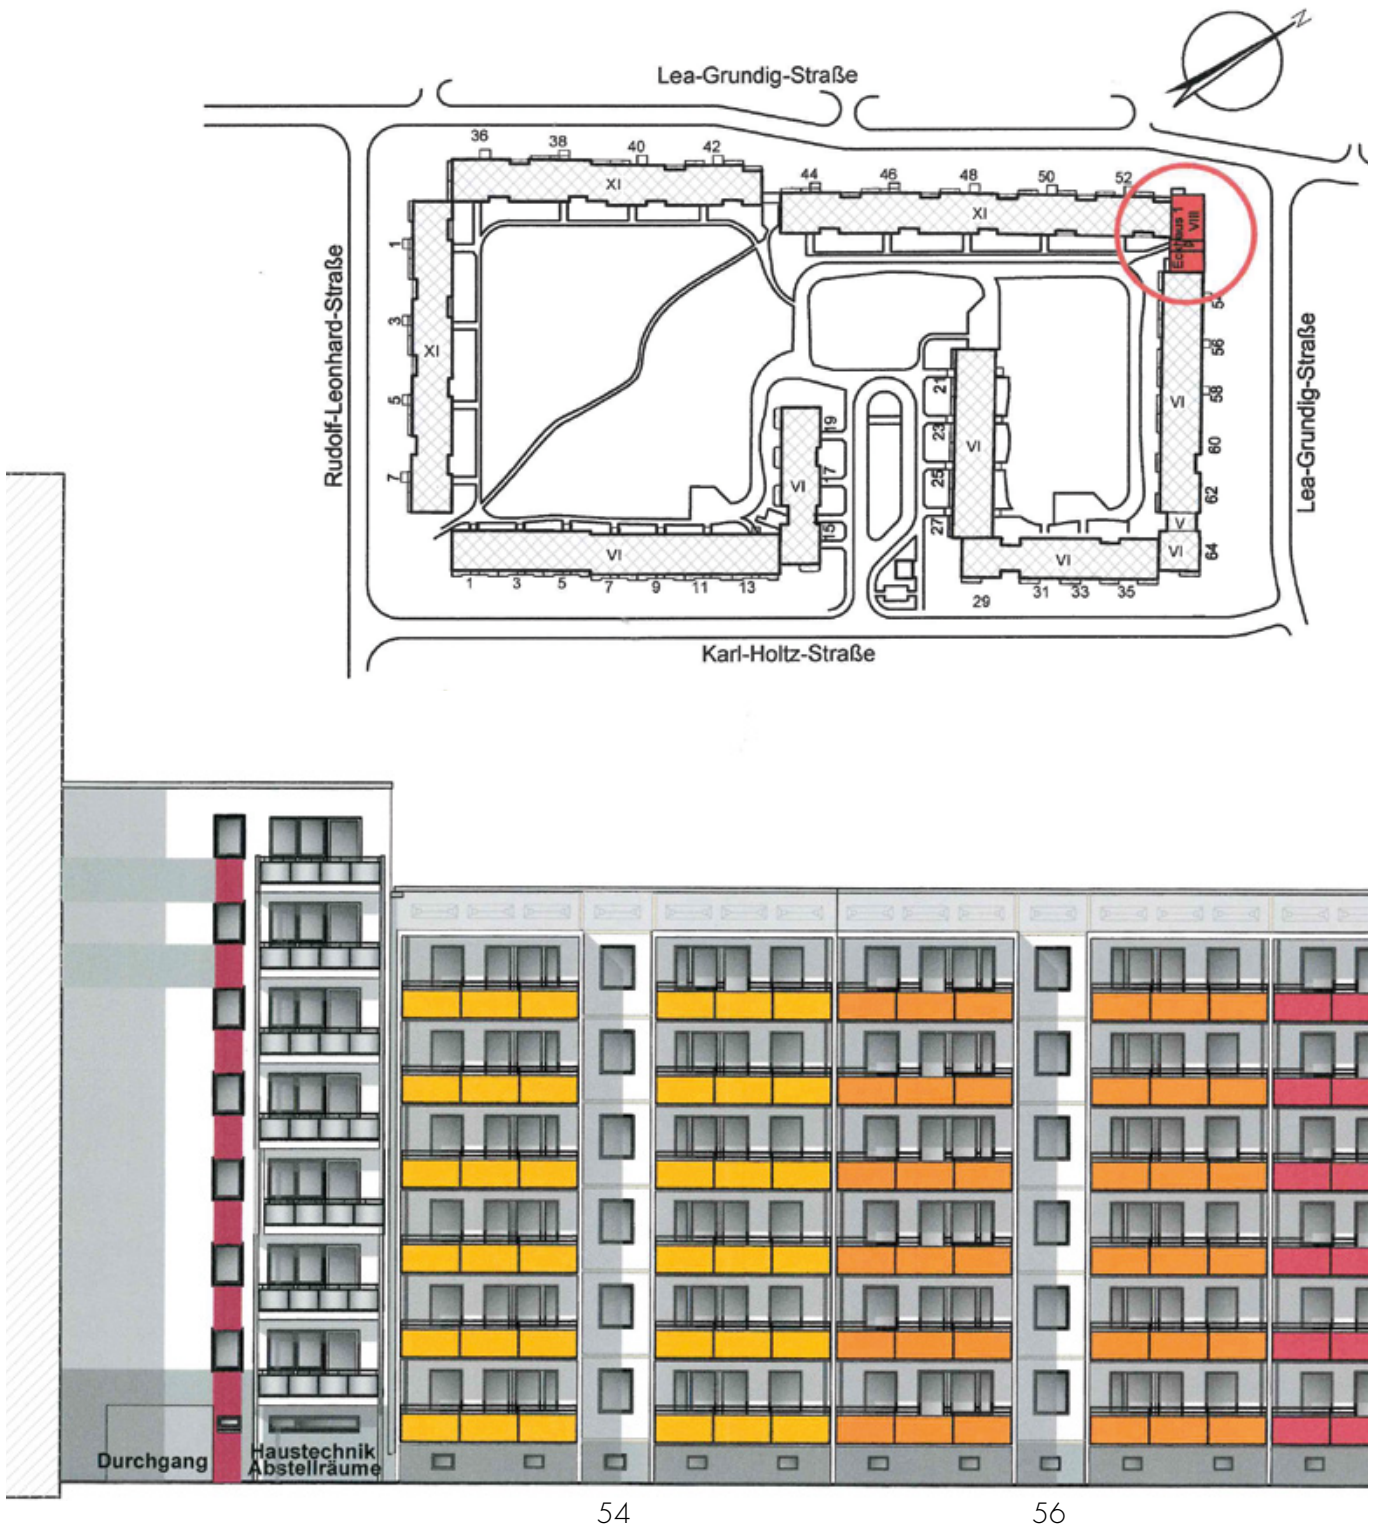 N
Lea-Grundig-Straße
36
38
40
42
44
46
48
50
52
XI
XI
Eckhaus 1
VIII
Rudolf-Leonhard-Straße
1
3
5
7
XI
54
56
58
60
62
64
Lea-Grundig-Straße
VI
V
VI
21
23
25
27
VI
19
17
15
VI
VI
1
3
5
7
9
11
13
VI
29
31
33
35
Karl-Holtz-Straße
Durchgang
Haustechnik
Abstellräume
54
56